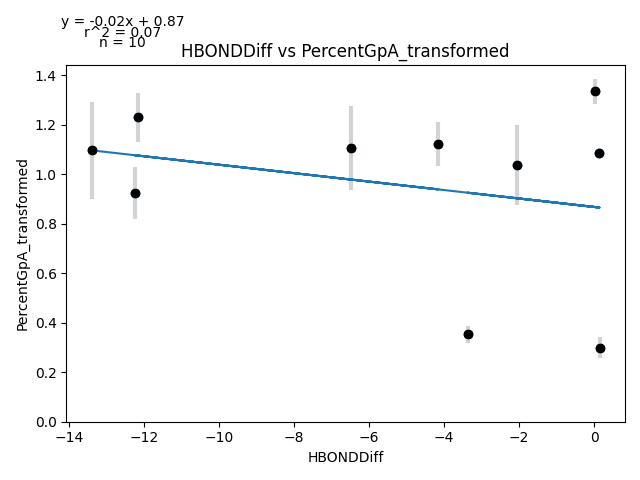 y = -0.02x + 0.87
r^2 = 0.07
n = 10
HBONDDiff vs PercentGpA_transformed
PercentGpA_transformed
1.4
1.2
1.0
0.8
0.6
0.4
0.2
0.0
−14
−12
−10
−8
−6
−4
−2
0
HBONDDiff